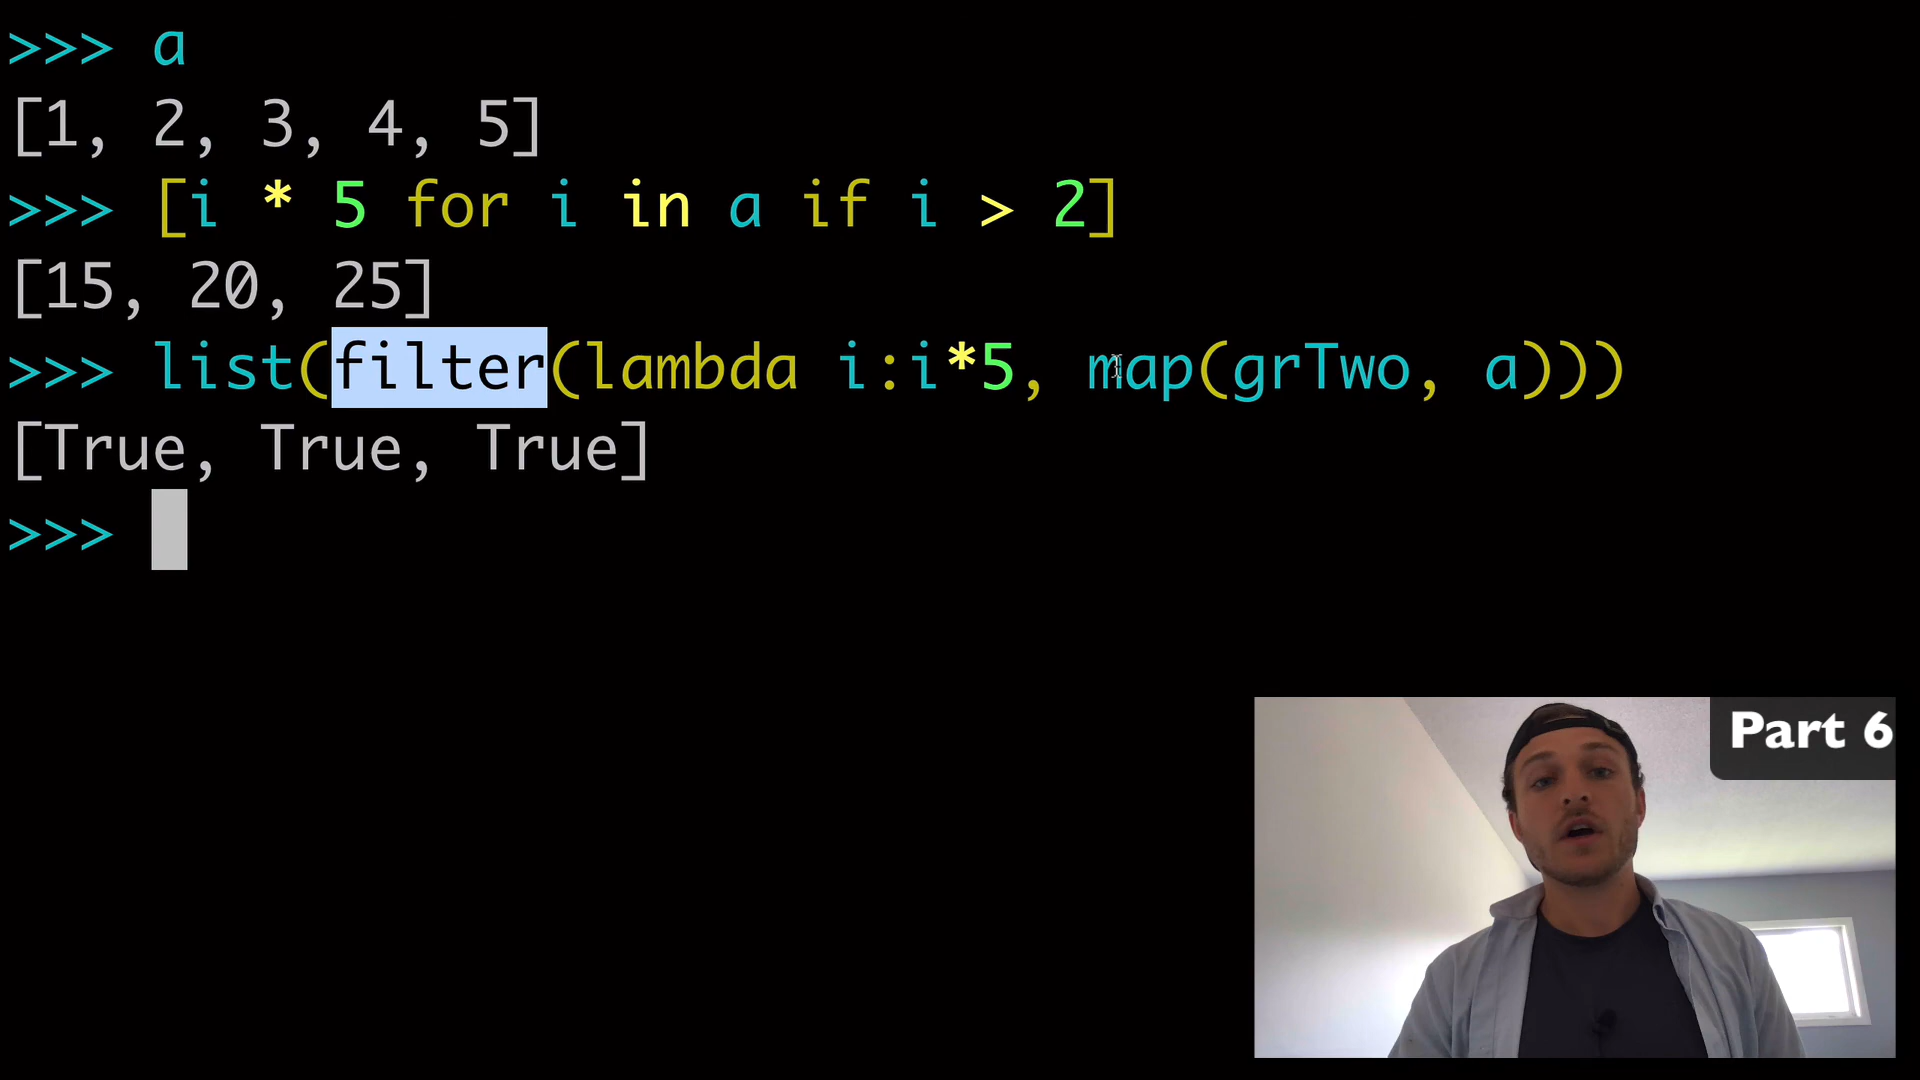 >>> a
[1, 2, 3, 4, 5]
>>> [i * 5 for i in a if i > 2]
[15, 20, 25]
>>> list(filter(lambda i:i*5, map(grTwo, a)))
[True, True, True]
>>>
Part 6